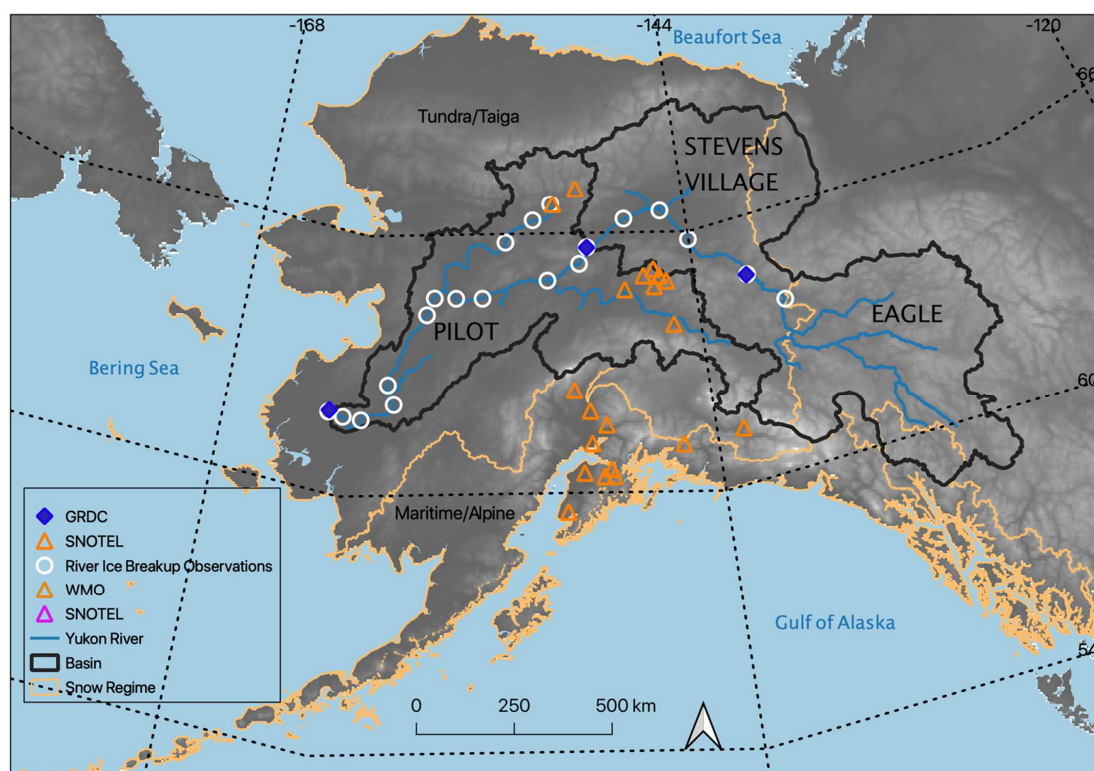 -168
-144
-120
Beaufort Sea
66
Tundra/Taiga
STEVENS
VILLAGE
EAGLE
PILOT
Bering Sea
60
Maritime/Alpine
GRDC
SNOTEL
River Ice Breakup Observations
WMO
SNOTEL
Yukon River
Basin
Snow Regime
Gulf of Alaska
54
0 250 500 km